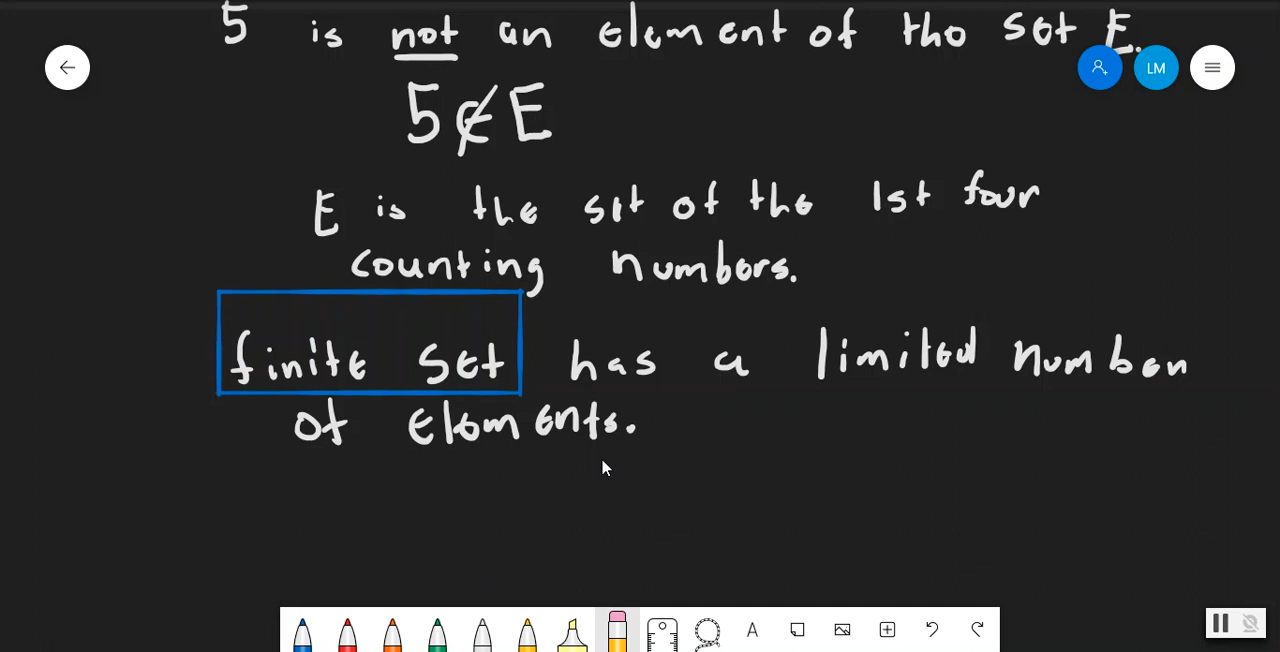 5 is not an element of the set E.
LM
5 ∉ E
E is the set of the 1st four
counting numbers.
finite set has a limited number
of elements.
A